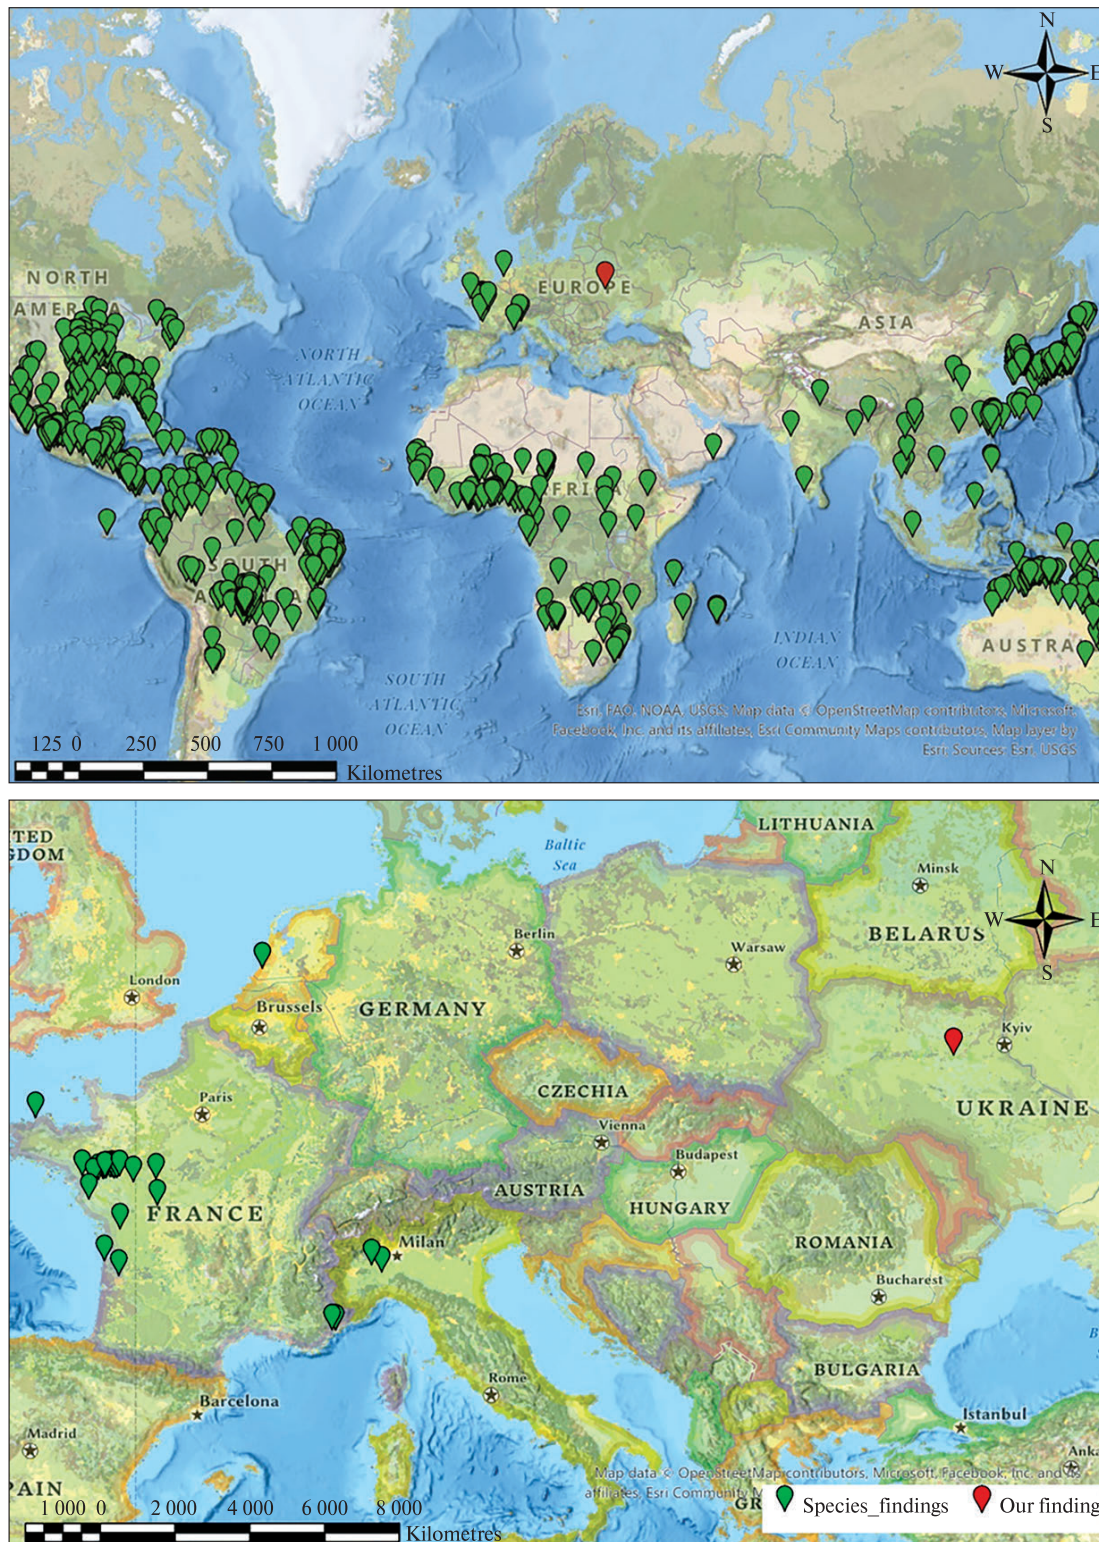 N
W E
S
NORTH
AMERICA
EUROPE
ASIA
NORTH
ATLANTIC
OCEAN
AFRICA
SOUTH
AMERICA
INDIAN
OCEAN
AUSTRA
SOUTH
ATLANTIC
OCEAN
Esri, FAO, NOAA, USGS, Map data © OpenStreetMap contributors, Microsoft,
Facebook, Inc. and its affiliates, Esri Community Maps contributors, Map layer by
Esri: Sources: Esri, USGS
125 0 250 500 750 1 000
Kilometres
TED
GDOM
LITHUANIA
Baltic
Sea
Minsk
N
W E
S
BELARUS
Berlin
Warsaw
London
Brussels
GERMANY
Kyiv
Paris
CZECHIA
UKRAINE
Vienna
Budapest
AUSTRIA
HUNGARY
FRANCE
Milan
ROMANIA
Bucharest
B
BULGARIA
Rome
Barcelona
Istanbul
Madrid
Anka
PAIN
Map data © OpenStreetMap contributors, Microsoft, Facebook, Inc. and its
affiliates, Esri Community M
GR
Species_findings Our finding
1 000 0 2 000 4 000 6 000 8 000
Kilometres